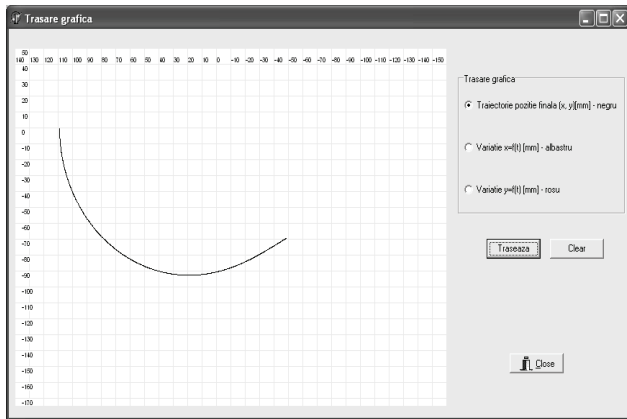 Trasare grafica
50
140 130 120 110 100 90 80 70 60 50 40 30 20 10 0 -10 -20 -30 -40 -50 -60 -70 -80 -90 -100 -110 -120 -130 -140 -150
40
30
20
10
0
-10
-20
-30
-40
-50
-60
-70
-80
-90
-100
-110
-120
-130
-140
-150
-160
-170
Trasare grafica
Traiectorie pozitie finala (x, y)[mm] - negru
Variatie x=f(t) [mm] - albastru
Variatie y=f(t) [mm] - rosu
Traseaza Clear
Close